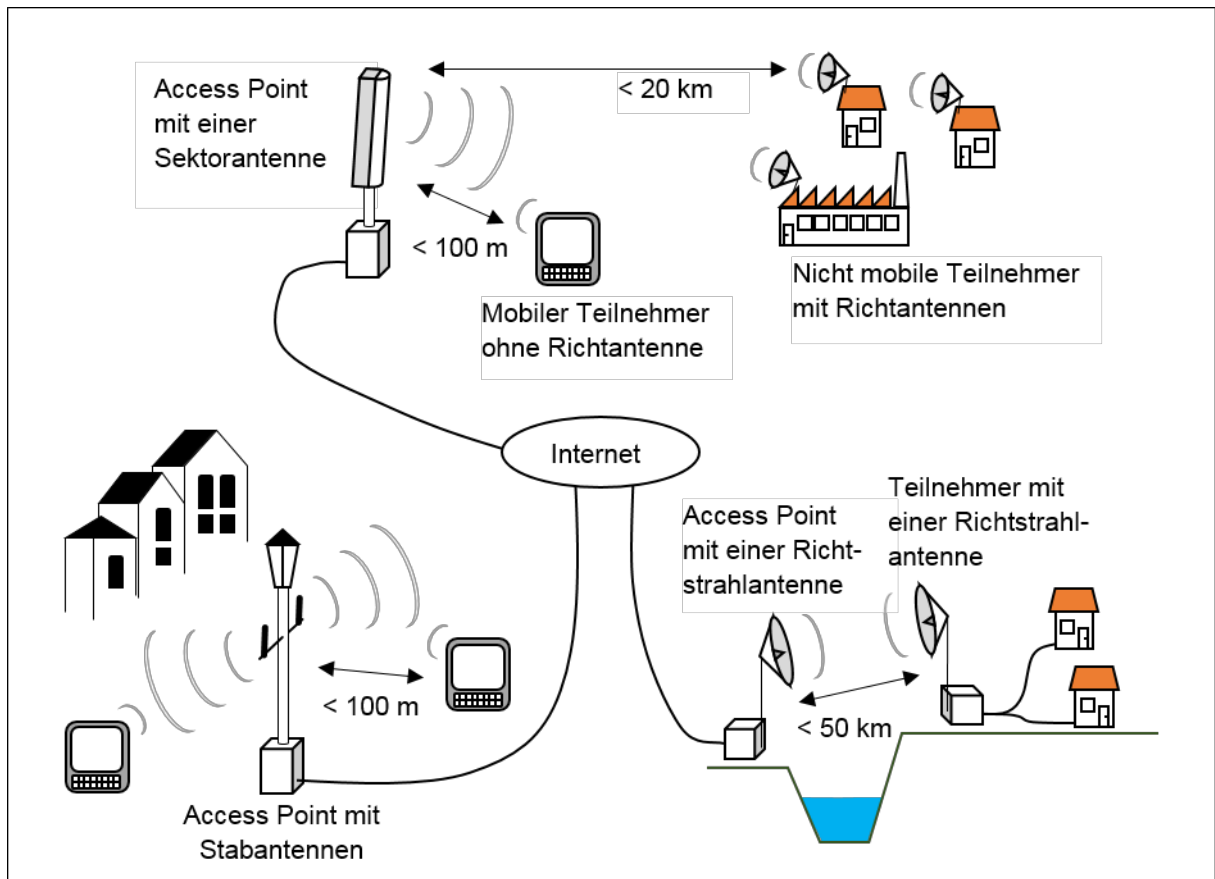 Access Point
mit einer
Sektorantenne
< 20 km
< 100 m
Mobiler Teilnehmer
ohne Richtantenne
Nicht mobile Teilnehmer
mit Richtantennen
Internet
Access Point
mit einer Richt-
strahlantenne
Teilnehmer mit
einer Richtstrahl-
antenne
< 100 m
< 50 km
Access Point mit
Stabantennen